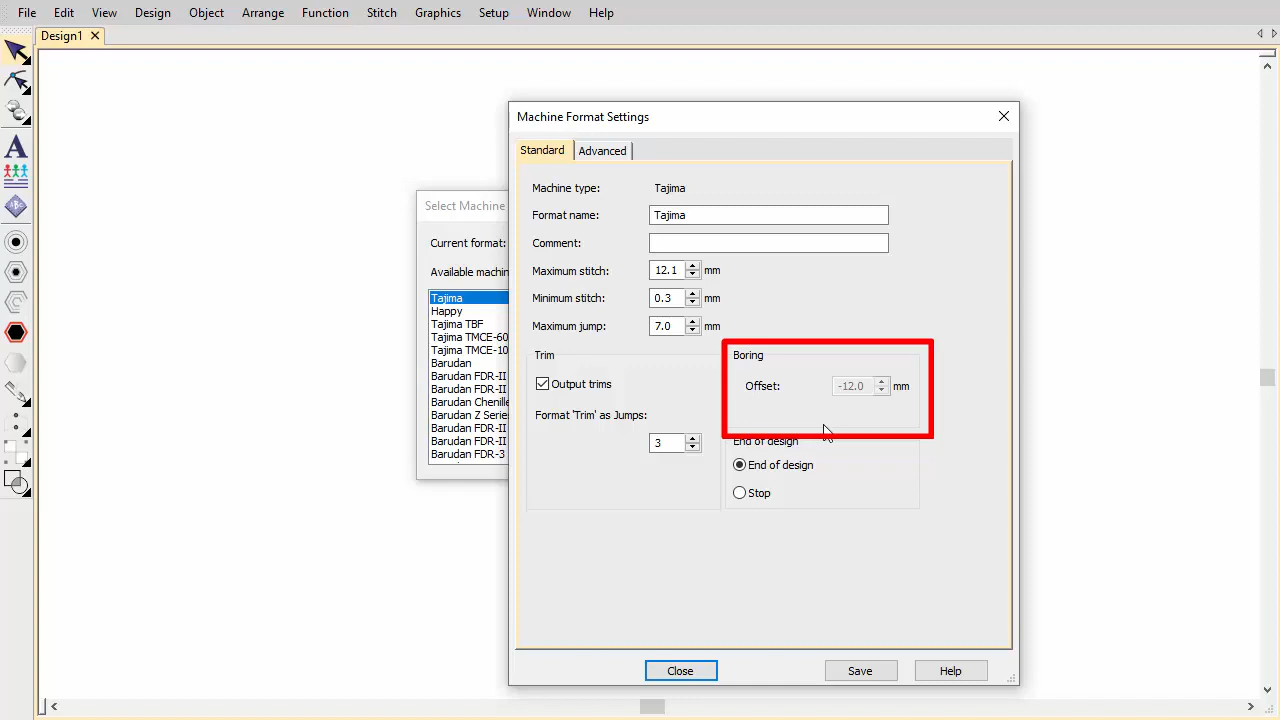 File Edit View Design Object Arrange Function Stitch Graphics Setup Window Help
Design1
Machine Format Settings
Standard Advanced
Machine type: Tajima
Select Machine
Format name: Tajima
Current format:
Comment:
Available machin
Maximum stitch: 12.1 mm
Tajima
Minimum stitch: 0.3 mm
Happy
Tajima TBF
Maximum jump: 7.0 mm
Tajima TMCE-60
Tajima TMCE-10
Trim Boring
Barudan
Barudan FDR-II
Output trims Offset: -12.0 mm
Barudan FDR-II
Barudan Chenille
Format 'Trim' as Jumps:
Barudan Z Serie
Barudan FDR-II
3 End of design
Barudan FDR-II
Barudan FDR-3
End of design
Stop
Close Save Help
A
ABC